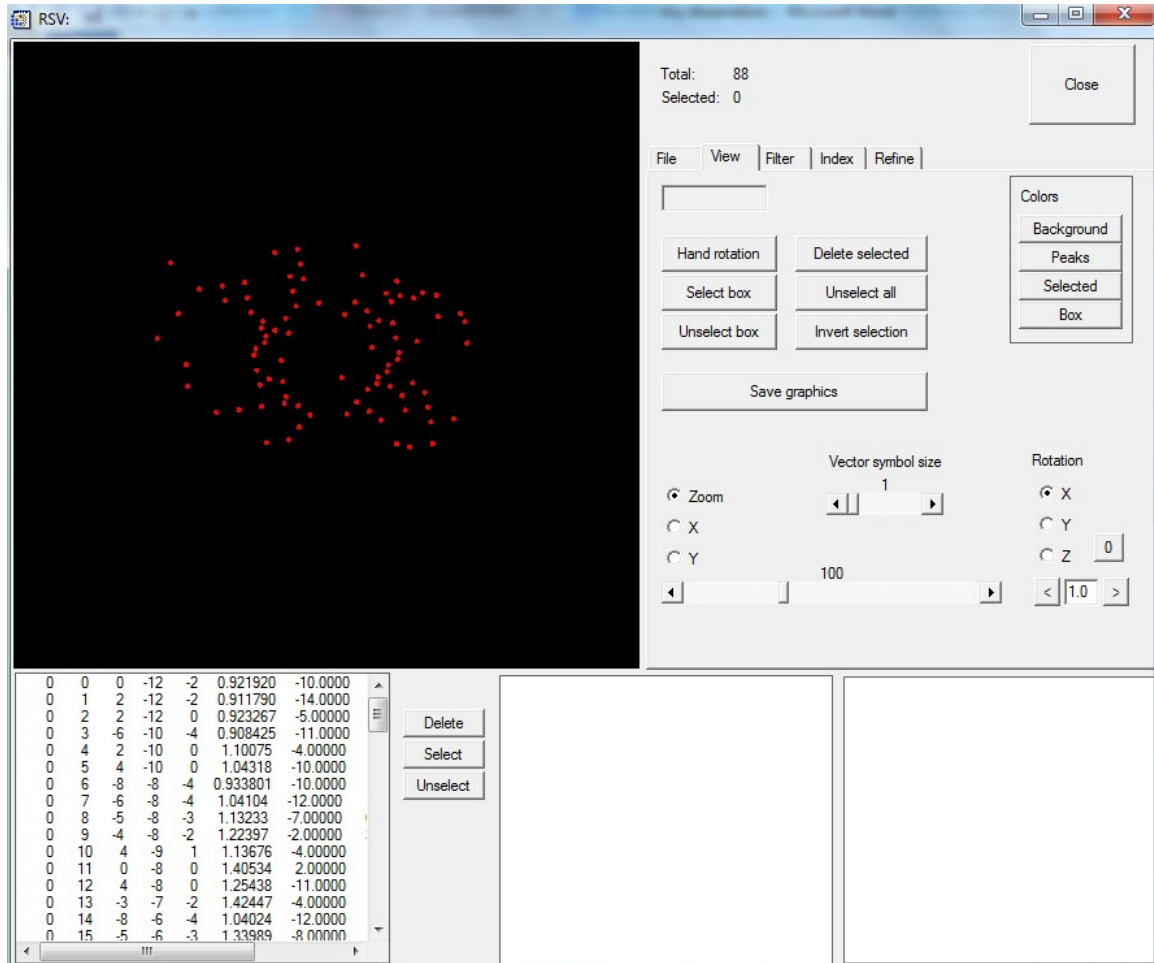 RSV:
Total: 88
Selected: 0
Close
File View Filter Index Refine
Colors
Background
Peaks
Selected
Box
Hand rotation Delete selected
Select box Unselect all
Unselect box Invert selection
Save graphics
Vector symbol size
1
Rotation
Zoom
X
Y
X
Y
Z
0
100
< 1.0 >
0 0 0 -12 -2 0.921920 -10.0000
0 1 2 -12 -2 0.911790 -14.0000
0 2 2 -12 0 0.923267 -5.00000
0 3 -6 -10 -4 0.908425 -11.0000
0 4 2 -10 0 1.10075 -4.00000
0 5 4 -10 0 1.04318 -10.0000
0 6 -8 -8 -4 0.933801 -10.0000
0 7 -6 -8 -4 1.04104 -12.0000
0 8 -5 -8 -3 1.13233 -7.00000
0 9 -4 -8 -2 1.22397 -2.00000
0 10 4 -9 1 1.13676 -4.00000
0 11 0 -8 0 1.40534 2.00000
0 12 4 -8 0 1.25438 -11.0000
0 13 -3 -7 -2 1.42447 -4.00000
0 14 -8 -6 -4 1.04024 -12.0000
0 15 -5 -6 -3 1.33989 -8.00000
Delete
Select
Unselect